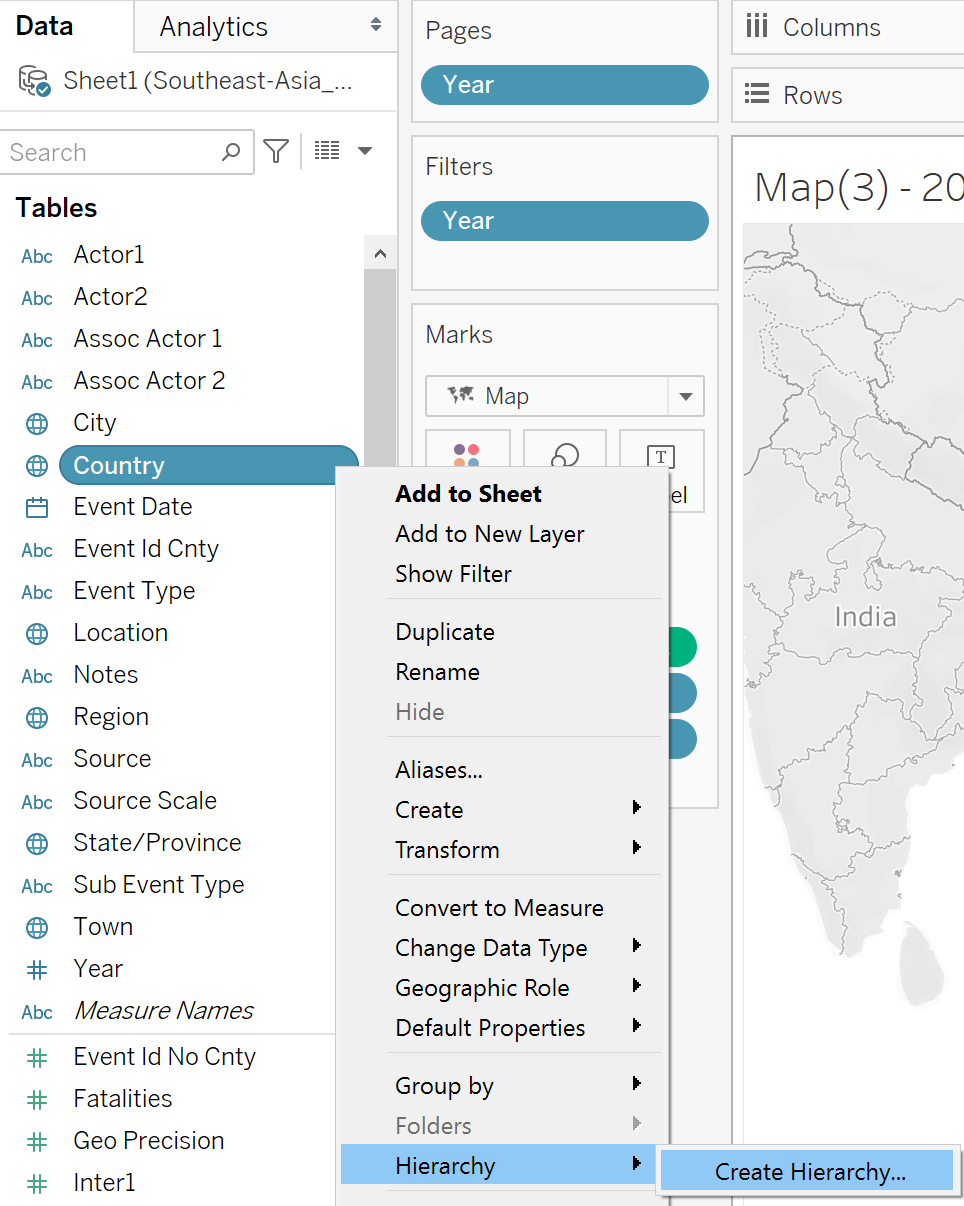 Data
Analytics
Sheet1 (Southeast-Asia_...
Search
Tables
Abc Actor1
Abc Actor2
Abc Assoc Actor 1
Abc Assoc Actor 2
City
Country
Event Date
Abc Event Id Cnty
Abc Event Type
Location
Abc Notes
Region
Abc Source
Abc Source Scale
State/Province
Abc Sub Event Type
Town
# Year
Abc Measure Names
# Event Id No Cnty
# Fatalities
# Geo Precision
# Inter1
Pages
Year
Filters
Year
Marks
Map
T
el
Add to Sheet
Add to New Layer
Show Filter
Duplicate
Rename
Hide
Aliases...
Create
Transform
Convert to Measure
Change Data Type
Geographic Role
Default Properties
Group by
Folders
Hierarchy
Create Hierarchy...
Columns
Rows
Map(3) - 20
India